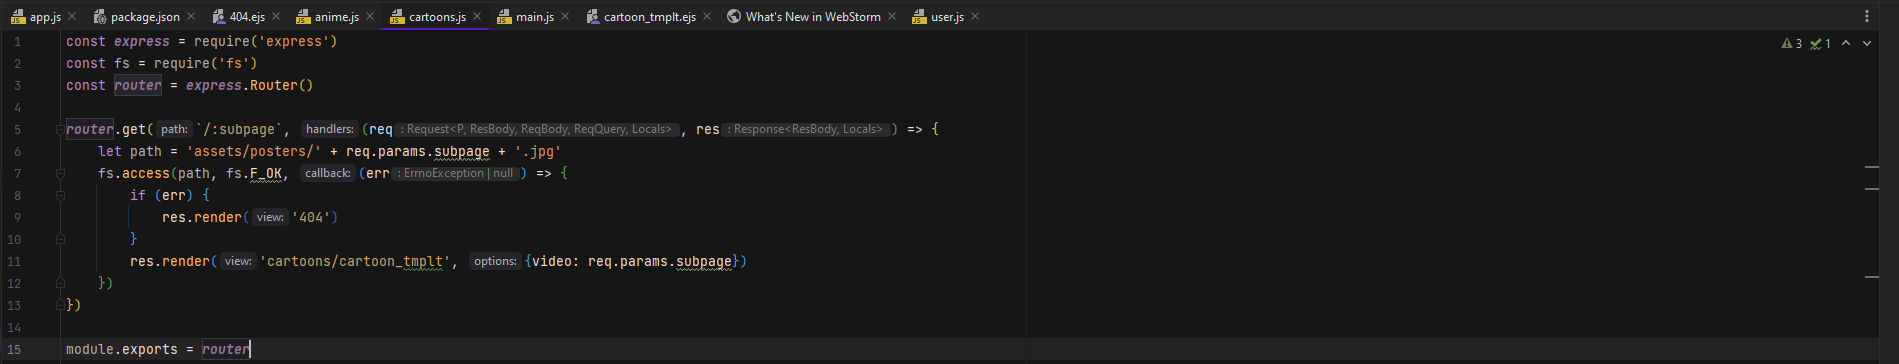 app.js package.json 404.ejs anime.js cartoons.js main.js cartoon_tmplt.ejs What's New in WebStorm user.js
1 const express = require('express') 3 1
2 const fs = require('fs')
3 const router = express.Router()
4
5 router.get( path: `/:subpage`, handlers: (req : Request<P, ResBody, ReqBody, ReqQuery, Locals> , res : Response<ResBody, Locals> ) => {
6 let path = 'assets/posters/' + req.params.subpage + '.jpg'
7 fs.access(path, fs.F_OK, callback: (err : ErrnoException | null ) => {
8 if (err) {
9 res.render( view: '404')
10 }
11 res.render( view: 'cartoons/cartoon_tmplt', options: {video: req.params.subpage})
12 })
13 })
14
15 module.exports = router